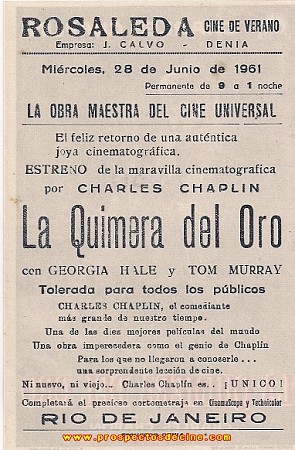 ROSALEDA CINE DE VERANO
Empresa: J. CALVO - DENIA
Miércoles, 28 de Junio de 1961
Permanente de 9 a 1 noche
LA OBRA MAESTRA DEL CINE UNIVERSAL
El feliz retorno de una auténtica
joya cinematográfica.
ESTRENO de la maravilla cinematografica
por CHARLES CHAPLIN
La Quimera del Oro
con GEORGIA HALE y TOM MURRAY
Tolerada para todos los públicos
CHARLES CHAPLIN, el comediante
más grande de nuestro tiempo.
Una de las diez mejores películas del mundo
Una obra imperecedera como el genio de Chaplin
Para los que no llegaron a conocerle...
una sorprendente lección de cine.
Ni nuevo, ni viejo... Charles Chaplin es.. ¡UNICO!
Completará el precioso cortometraje en CinemaScope y Technicolor
RIO DE JANEIRO
www.prospectosdecine.com